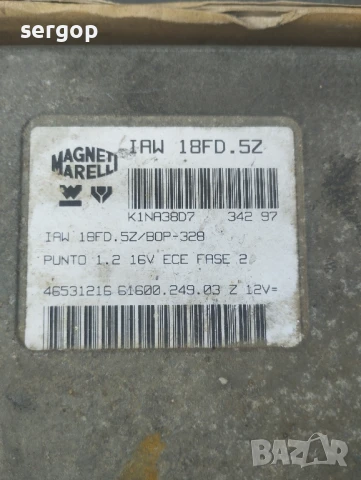 sergop
MAGNETI
MARELLI
IAW 18FD.5Z
K1NA38D7 342 97
IAW 18FD.5Z/BOP-328
PUNTO 1.2 16V ECE FASE 2
46531216 61600.249.03 Z 12V=
BAZAR